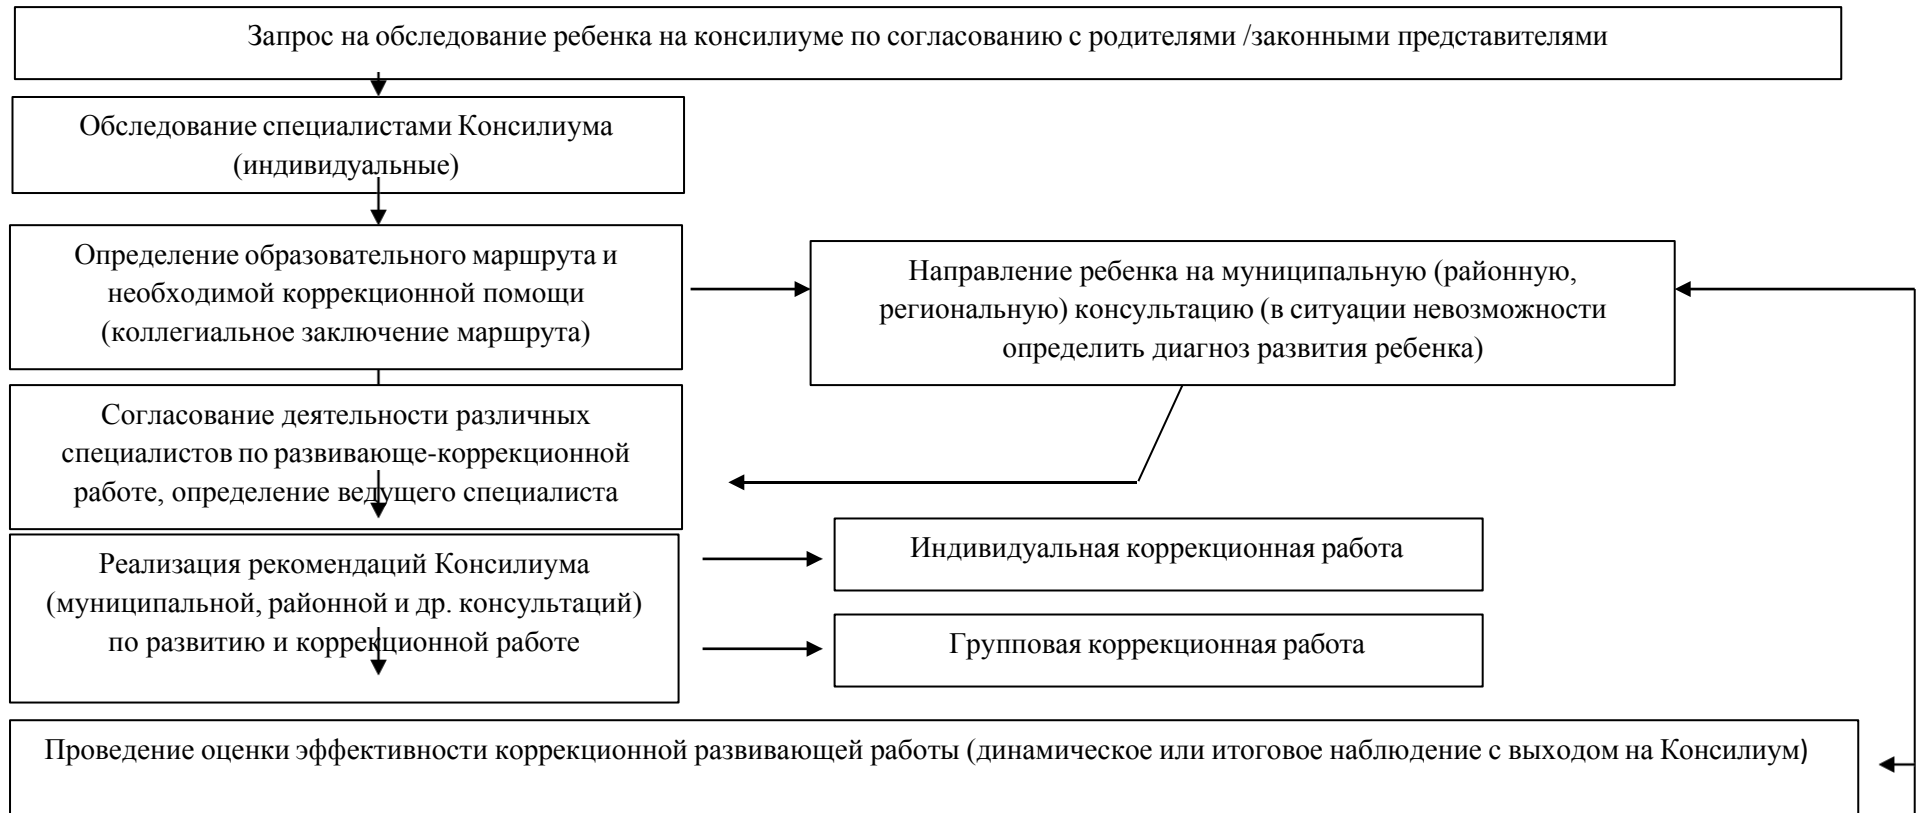 Запрос на обследование ребенка на консилиуме по согласованию с родителями /законными представителями
Обследование специалистами Консилиума
(индивидуальные)
Определение образовательного маршрута и
необходимой коррекционной помощи
(коллегиальное заключение маршрута)
Направление ребенка на муниципальную (районную,
региональную) консультацию (в ситуации невозможности
определить диагноз развития ребенка)
Согласование деятельности различных
специалистов по развивающе-коррекционной
работе, определение ведущего специалиста
Реализация рекомендаций Консилиума
(муниципальной, районной и др. консультаций)
по развитию и коррекционной работе
Индивидуальная коррекционная работа
Групповая коррекционная работа
Проведение оценки эффективности коррекционной развивающей работы (динамическое или итоговое наблюдение с выходом на Консилиум)